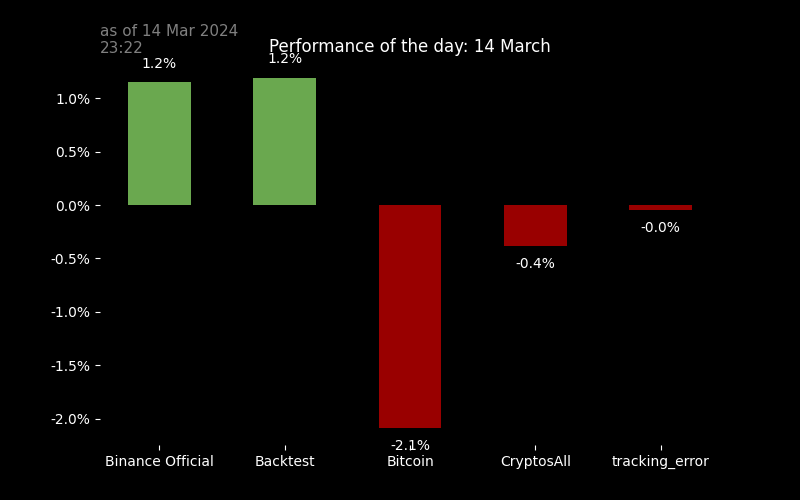 as of 14 Mar 2024
23:22
Performance of the day: 14 March
1.2%
1.2%
1.0%
0.5%
0.0%
-0.0%
-0.5%
-0.4%
-1.0%
-1.5%
-2.0%
-2.1%
Binance Official
Backtest
Bitcoin
CryptosAll
tracking_error